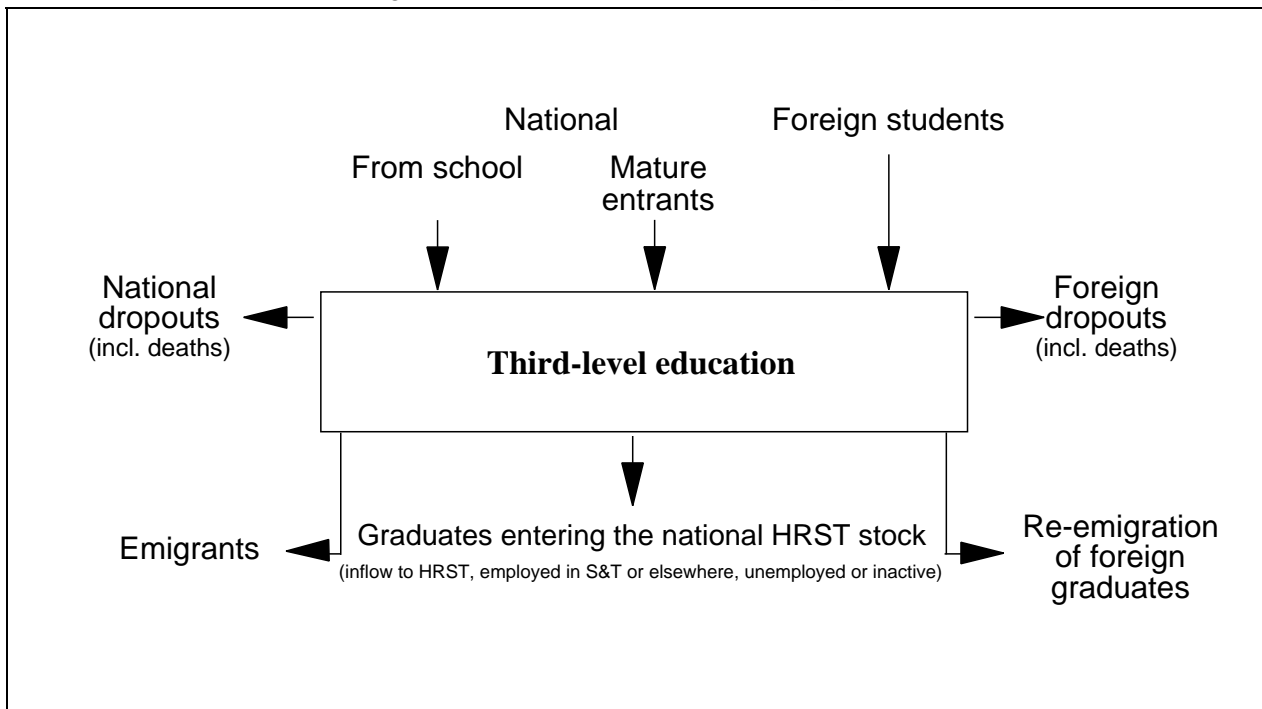 National
Foreign students
From school
Mature
entrants
National
dropouts
(incl. deaths)
Foreign
dropouts
(incl. deaths)
Third-level education
Emigrants
Graduates entering the national HRST stock
(inflow to HRST, employed in S&T or elsewhere, unemployed or inactive)
Re-emigration
of foreign
graduates